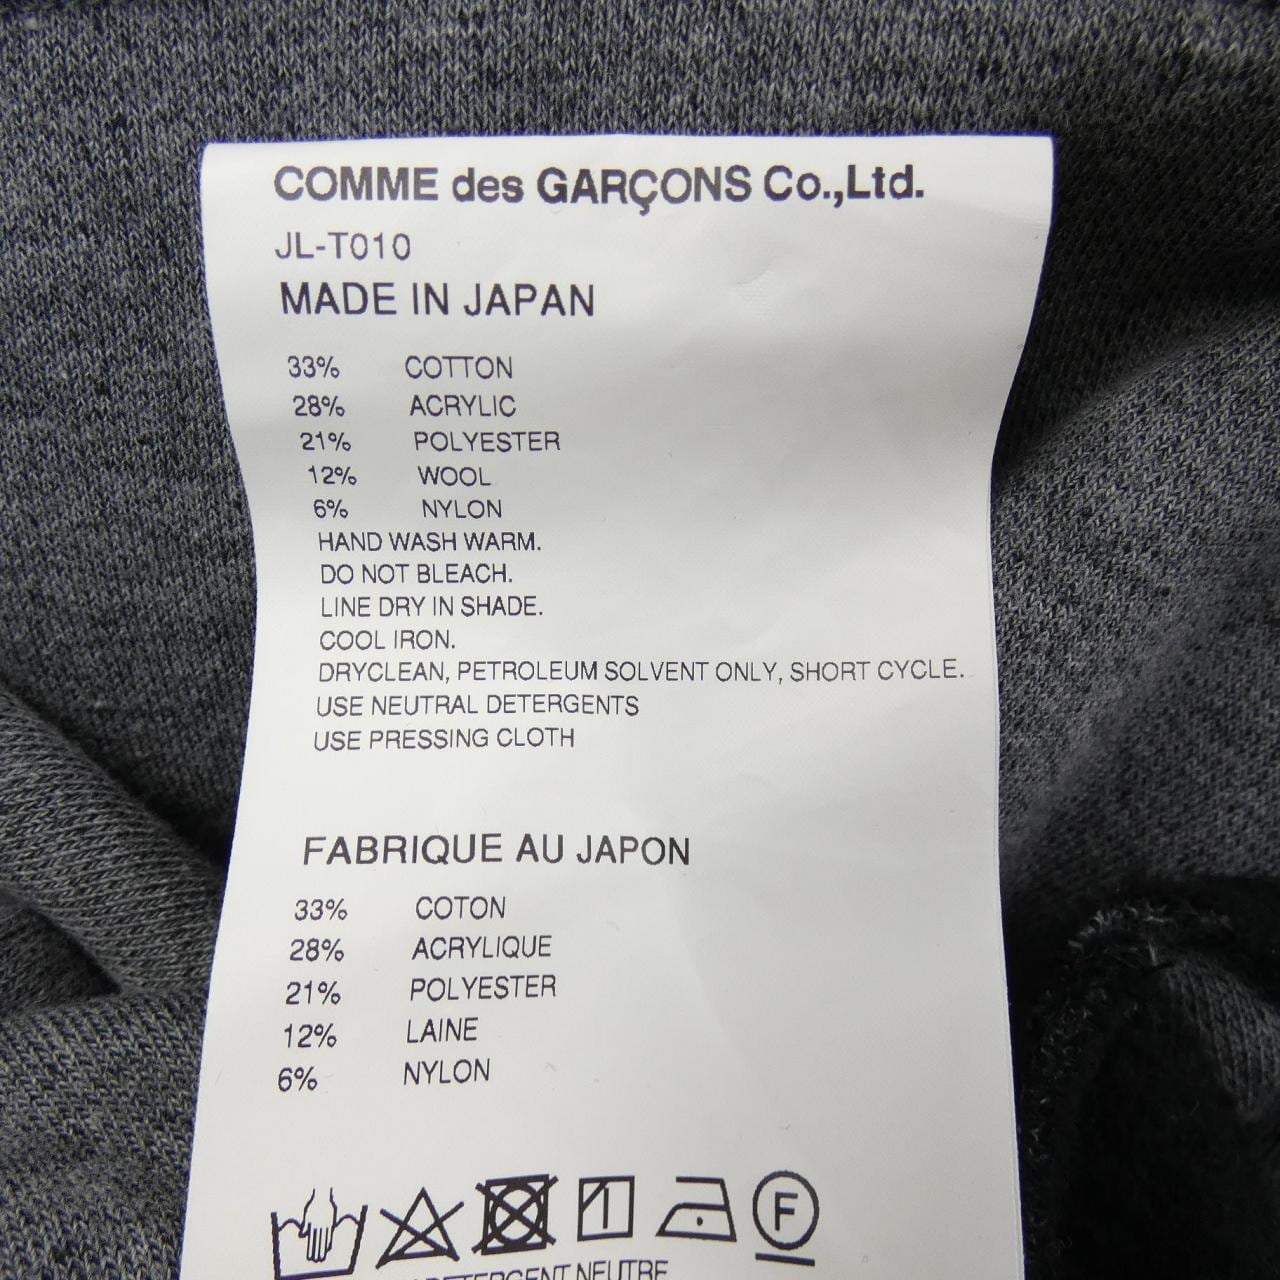 COMME des GARÇONS Co.,Ltd.
JL-T010
MADE IN JAPAN
33% COTTON
28% ACRYLIC
21% POLYESTER
12% WOOL
6% NYLON
HAND WASH WARM.
DO NOT BLEACH.
LINE DRY IN SHADE.
COOL IRON.
DRYCLEAN, PETROLEUM SOLVENT ONLY, SHORT CYCLE.
USE NEUTRAL DETERGENTS
USE PRESSING CLOTH
FABRIQUE AU JAPON
33% COTON
28% ACRYLIQUE
21% POLYESTER
12% LAINE
6% NYLON
F
DETERGENT NEUTRE